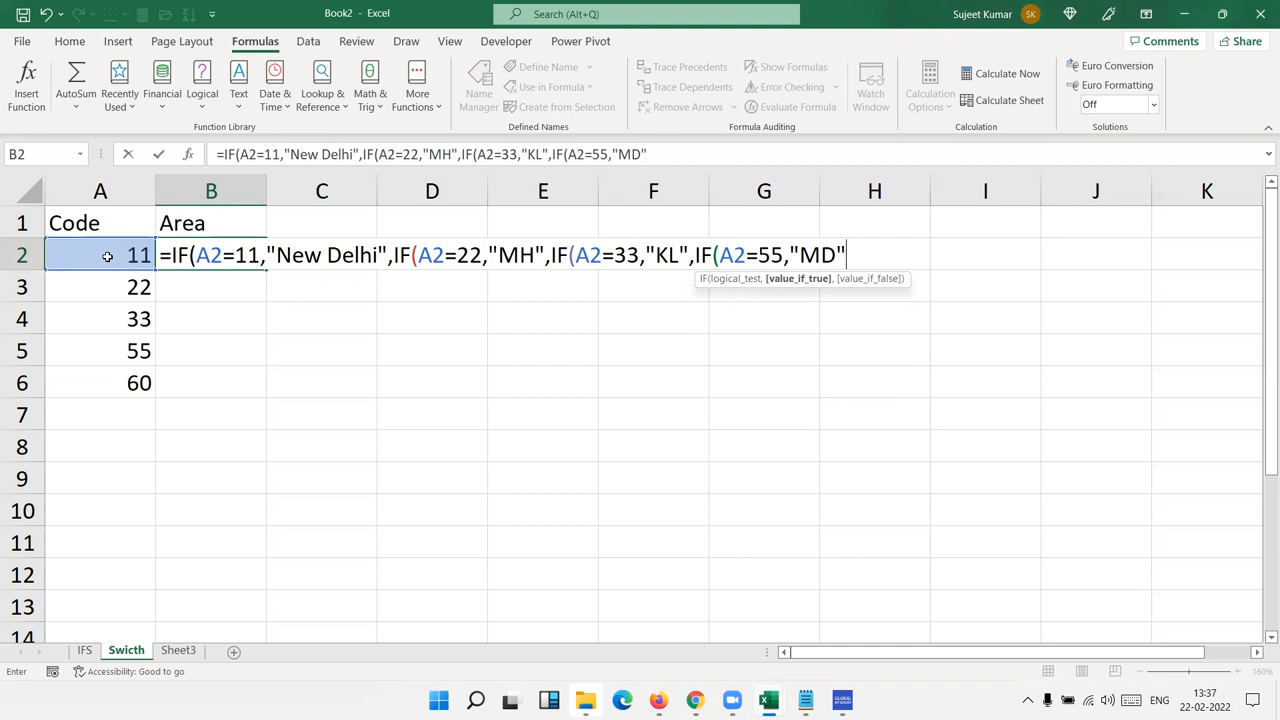 Book2 - Excel
Search (Alt+Q)
Sujeet Kumar
SK
File Home Insert Page Layout Formulas Data Review View Draw Developer Power Pivot
Comments
Share
fx
Insert Function
AutoSum
Recently Used
Financial
Logical
Text
Date & Time
Lookup & Reference
Math & Trig
More Functions
Function Library
Name Manager
Define Name
Use in Formula
Create from Selection
Defined Names
Trace Precedents
Trace Dependents
Remove Arrows
Show Formulas
Error Checking
Evaluate Formula
Formula Auditing
Watch Window
Calculation Options
Calculate Now
Calculate Sheet
Calculation
Euro Conversion
Euro Formatting
Off
Solutions
B2
fx
=IF(A2=11,"New Delhi",IF(A2=22,"MH",IF(A2=33,"KL",IF(A2=55,"MD"
A B C D E F G H I J K
1 Code Area
2 11 =IF(A2=11,"New Delhi",IF(A2=22,"MH",IF(A2=33,"KL",IF(A2=55,"MD"
IF(logical_test, [value_if_true], [value_if_false])
3 22
4 33
5 55
6 60
7
8
9
10
11
12
13
14
IFS Swicth Sheet3
Enter
Accessibility: Good to go
160%
GLOBAL
ENG
13:37
22-02-2022